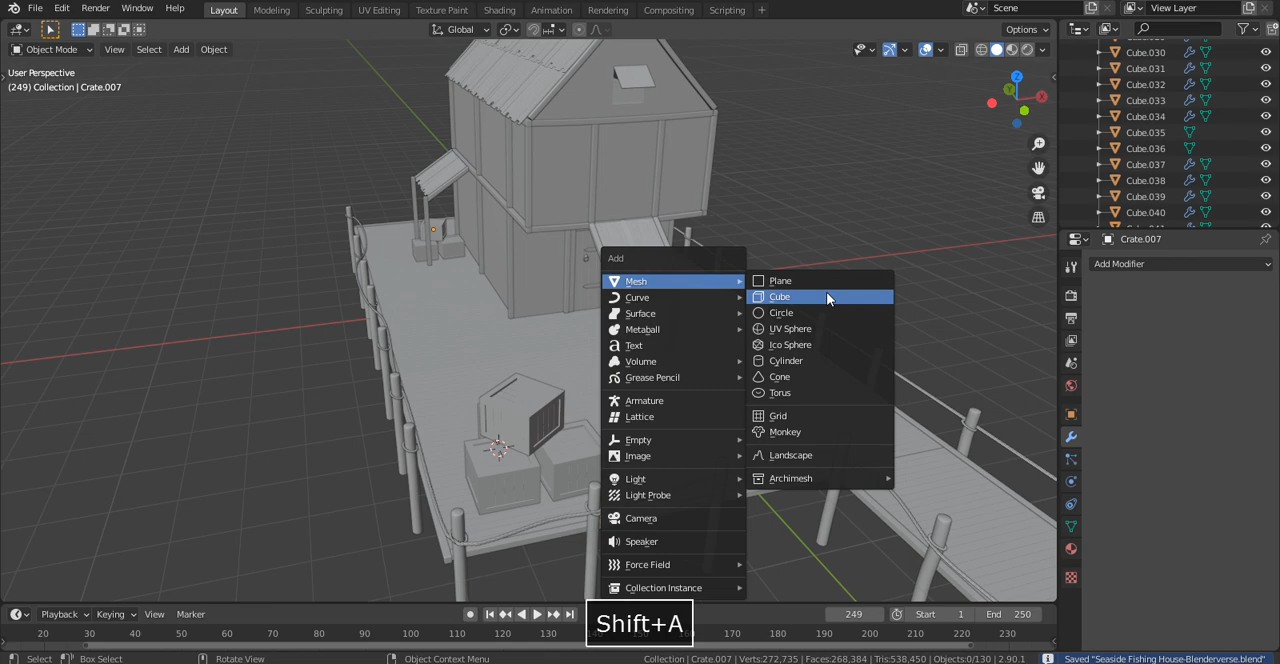 File Edit Render Window Help Layout Modeling Sculpting UV Editing Texture Paint Shading Animation Rendering Compositing Scripting + Scene View Layer
Global Options
Object Mode View Select Add Object
User Perspective
(249) Collection | Crate.007
Z
Y
X
Cube.030
Cube.031
Cube.032
Cube.033
Cube.034
Cube.035
Cube.036
Cube.037
Cube.038
Cube.039
Cube.040
Crate.007
Add Modifier
Add
Mesh
Curve
Surface
Metaball
Text
Volume
Grease Pencil
Armature
Lattice
Empty
Image
Light
Light Probe
Camera
Speaker
Force Field
Collection Instance
Plane
Cube
Circle
UV Sphere
Ico Sphere
Cylinder
Cone
Torus
Grid
Monkey
Landscape
Archimesh
Shift+A
Playback Keying View Marker 249 Start 1 End 250
20 30 40 50 60 70 80 90 100 110 120 130 160 170 180 190 200 210 220 230
Select Box Select Rotate View Object Context Menu Collection | Crate.007 | Verts:272,735 | Faces:268,384 | Tris:538,450 | Objects:0/130 | 2.90.1 Saved "Seaside Fishing House-Blenderverse.blend"